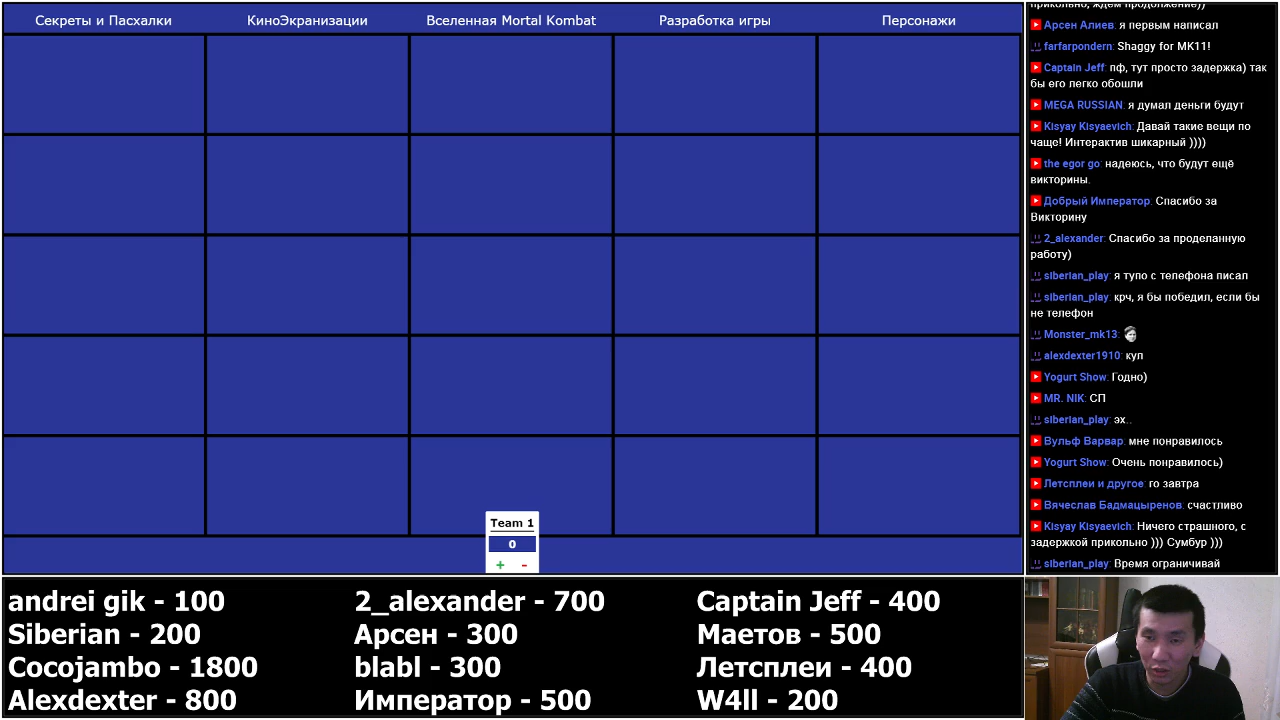 Секреты и Пасхалки
КиноЭкранизации
Вселенная Mortal Kombat
Разработка игры
Персонажи
Team 1
0
+ -
andrei gik - 100
Siberian - 200
Cocojambo - 1800
Alexdexter - 800
2_alexander - 700
Арсен - 300
blabl - 300
Император - 500
Captain Jeff - 400
Маетов - 500
Летсплеи - 400
W4ll - 200
прикольно, ждем продолжение))
Арсен Алиев: я первым написал
farfarpondern: Shaggy for MK11!
Captain Jeff: пф, тут просто задержка) так
бы его легко обошли
MEGA RUSSIAN: я думал деньги будут
Kisyay Kisyaevich: Давай такие вещи по
чаще! Интерактив шикарный ))))
the egor go: надеюсь, что будут ещё
викторины.
Добрый Император: Спасибо за
Викторину
2_alexander: Спасибо за проделанную
работу)
siberian_play: я тупо с телефона писал
siberian_play: крч, я бы победил, если бы
не телефон
Monster_mk13:
alexdexter1910: куп
Yogurt Show: Годно)
MR. NIK: СП
siberian_play: эх..
Вульф Варвар: мне понравилось
Yogurt Show: Очень понравилось)
Летсплеи и другое: го завтра
Вячеслав Бадмацыренов: счастливо
Kisyay Kisyaevich: Ничего страшного, с
задержкой прикольно ))) Сумбур )))
siberian_play: Время ограничивай